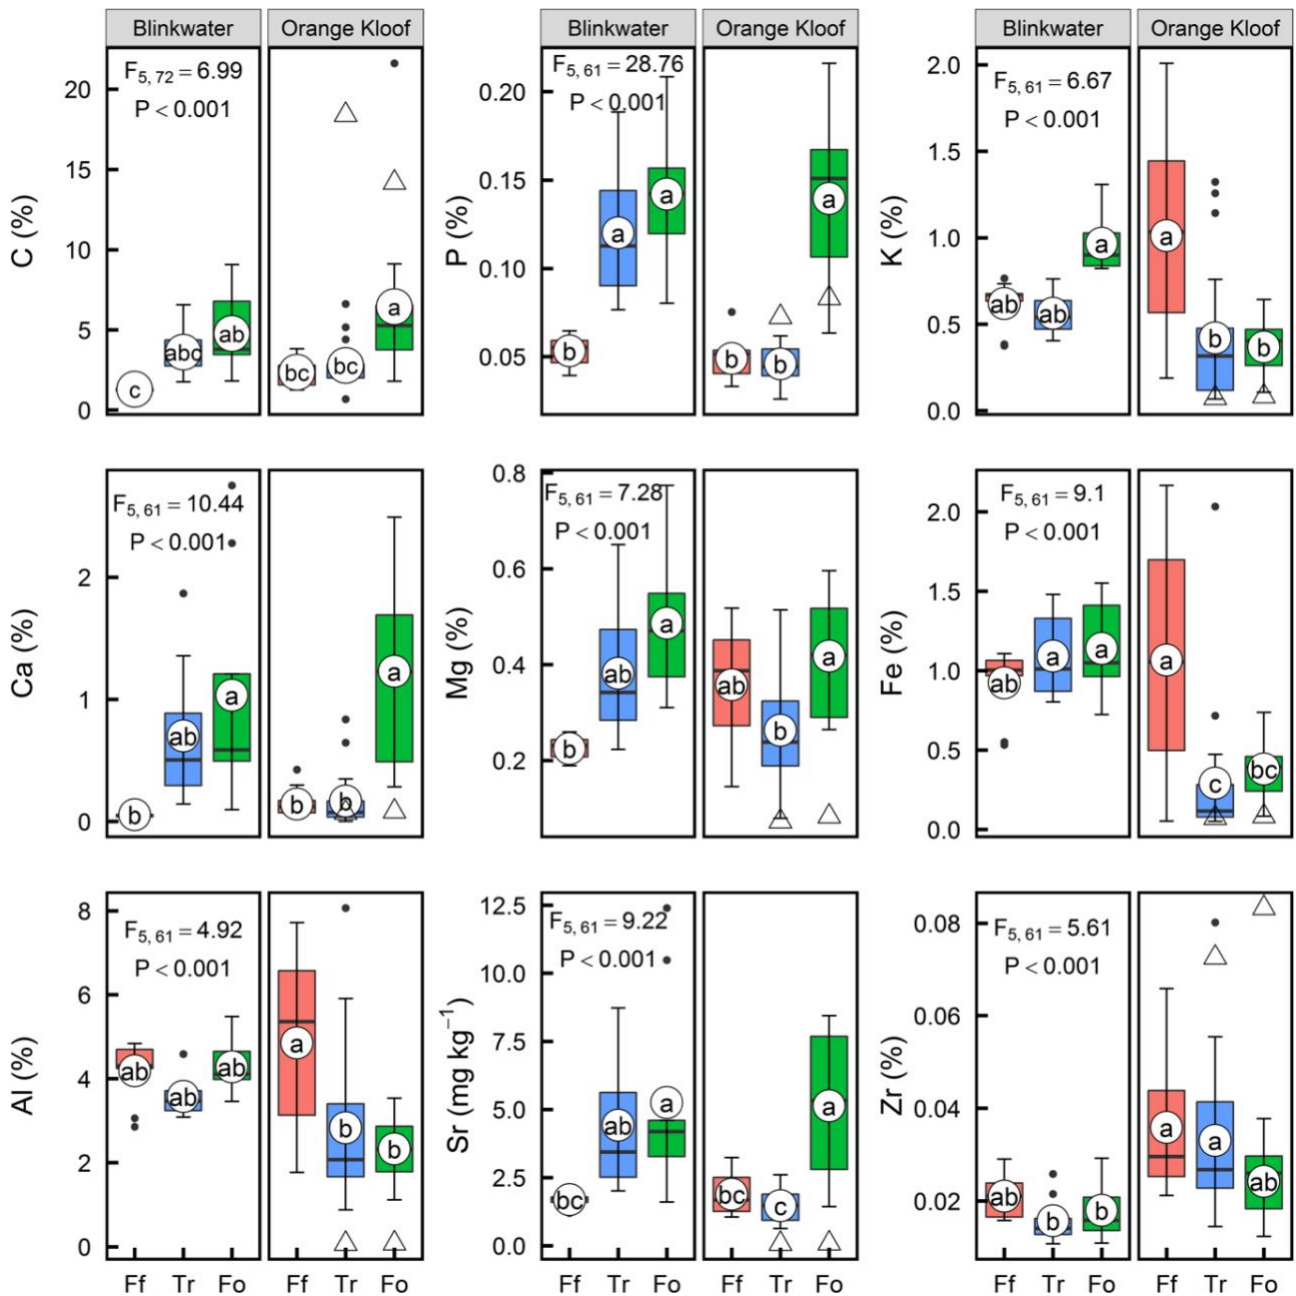 Blinkwater Orange Kloof Blinkwater Orange Kloof Blinkwater Orange Kloof
C (%)
20
15
10
5
0
F5, 72 = 6.99
P < 0.001
c abc ab bc bc a
P (%)
0.20
0.15
0.10
0.05
F5, 61 = 28.76
P < 0.001
b a a b b a
K (%)
2.0
1.5
1.0
0.5
0.0
F5, 61 = 6.67
P < 0.001
ab ab a a b b
Ca (%)
2
1
0
F5, 61 = 10.44
P < 0.001
b ab a b b a
Mg (%)
0.8
0.6
0.4
0.2
F5, 61 = 7.28
P < 0.001
b ab a ab b a
Fe (%)
2.0
1.5
1.0
0.5
0.0
F5, 61 = 9.1
P < 0.001
ab a a a c bc
Al (%)
8
6
4
2
0
F5, 61 = 4.92
P < 0.001
ab ab ab a b b
Sr (mg kg−1)
12.5
10.0
7.5
5.0
2.5
0.0
F5, 61 = 9.22
P < 0.001
bc ab a bc c a
Zr (%)
0.08
0.06
0.04
0.02
F5, 61 = 5.61
P < 0.001
ab b b a a ab
Ff Tr Fo Ff Tr Fo Ff Tr Fo Ff Tr Fo Ff Tr Fo Ff Tr Fo